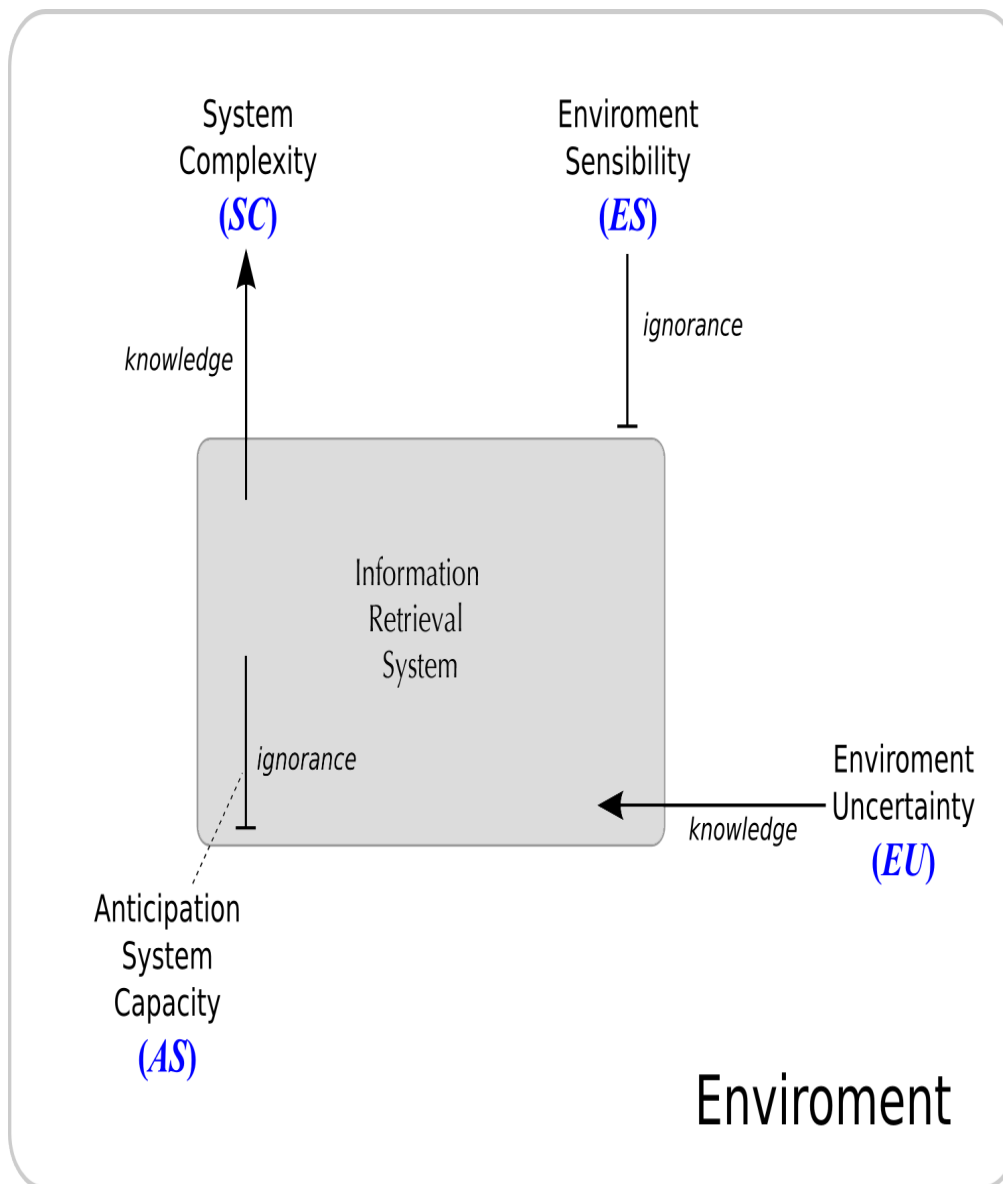 System
Complexity
(SC)
Enviroment
Sensibility
(ES)
knowledge
ignorance
Information
Retrieval
System
ignorance
knowledge
Enviroment
Uncertainty
(EU)
Anticipation
System
Capacity
(AS)
Enviroment